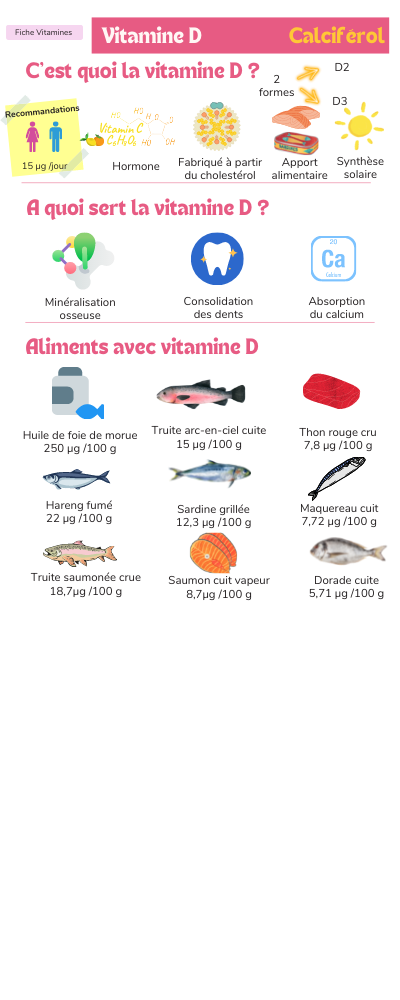 Fiche Vitamines
Vitamine D
Calciférol
C'est quoi la vitamine D ?
2
formes
D2
D3
Recommandations
15 µg /jour
Vitamin C
C₆H₈O₆
HO
HO
O
O
HO
OH
Hormone
Fabriqué à partir
du cholestérol
Apport
alimentaire
Synthèse
solaire
A quoi sert la vitamine D ?
20
Ca
Calcium
Minéralisation
osseuse
Consolidation
des dents
Absorption
du calcium
Aliments avec vitamine D
Huile de foie de morue
250 µg /100 g
Truite arc-en-ciel cuite
15 µg /100 g
Thon rouge cru
7,8 µg /100 g
Hareng fumé
22 µg /100 g
Sardine grillée
12,3 µg /100 g
Maquereau cuit
7,72 µg /100 g
Truite saumonée crue
18,7µg /100 g
Saumon cuit vapeur
8,7µg /100 g
Dorade cuite
5,71 µg /100 g